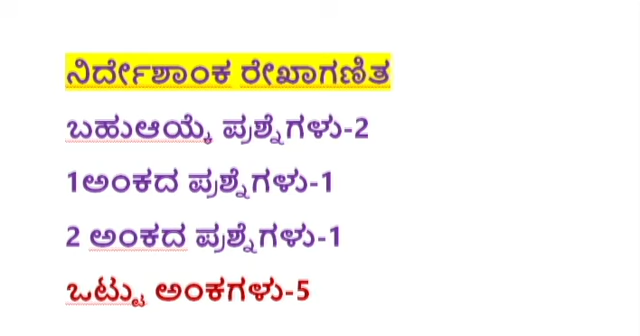 ನಿರ್ದೇಶಾಂಕ ರೇಖಾಗಣಿತ
ಬಹುಆಯ್ಕೆ ಪ್ರಶ್ನೆಗಳು-2
1ಅಂಕದ ಪ್ರಶ್ನೆಗಳು-1
2 ಅಂಕದ ಪ್ರಶ್ನೆಗಳು-1
ಒಟ್ಟು ಅಂಕಗಳು-5